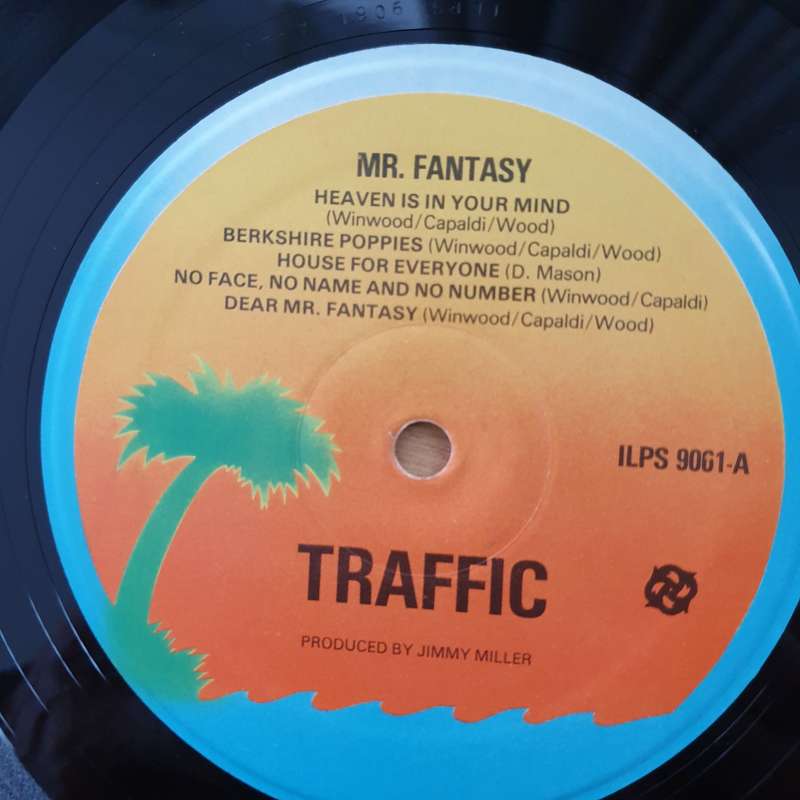 MR. FANTASY
HEAVEN IS IN YOUR MIND
(Winwood/Capaldi/Wood)
BERKSHIRE POPPIES (Winwood/Capaldi/Wood)
HOUSE FOR EVERYONE (D. Mason)
NO FACE, NO NAME AND NO NUMBER (Winwood/Capaldi)
DEAR MR. FANTASY (Winwood/Capaldi/Wood)
ILPS 9061-A
TRAFFIC
PRODUCED BY JIMMY MILLER